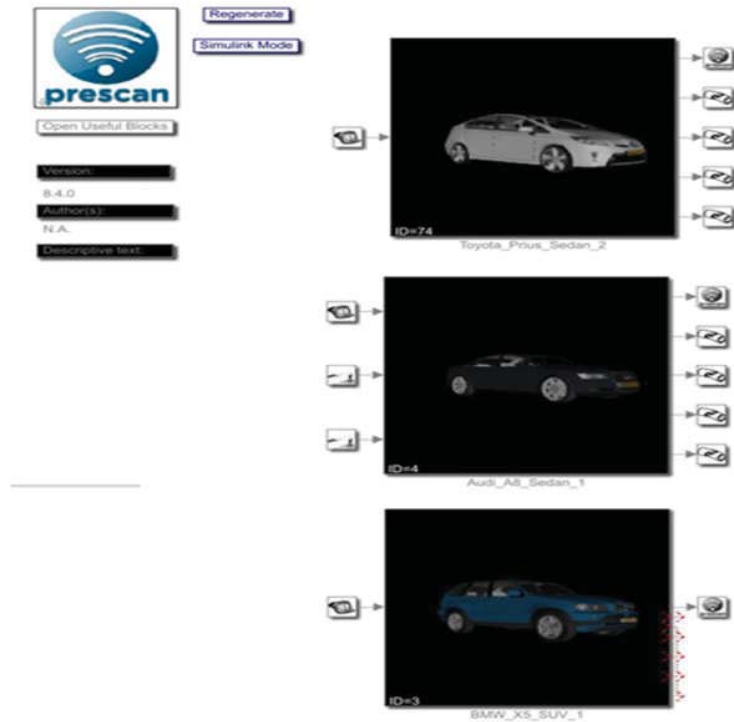 Regenerate
Simulink Mode
prescan
Open Useful Blocks
Version:
8.4.0
Author(s):
N.A.
Descriptive text:
ID=74
Toyota_Prius_Sedan_2
ID=4
Audi_A8_Sedan_1
ID=3
BMW_X5_SUV_1